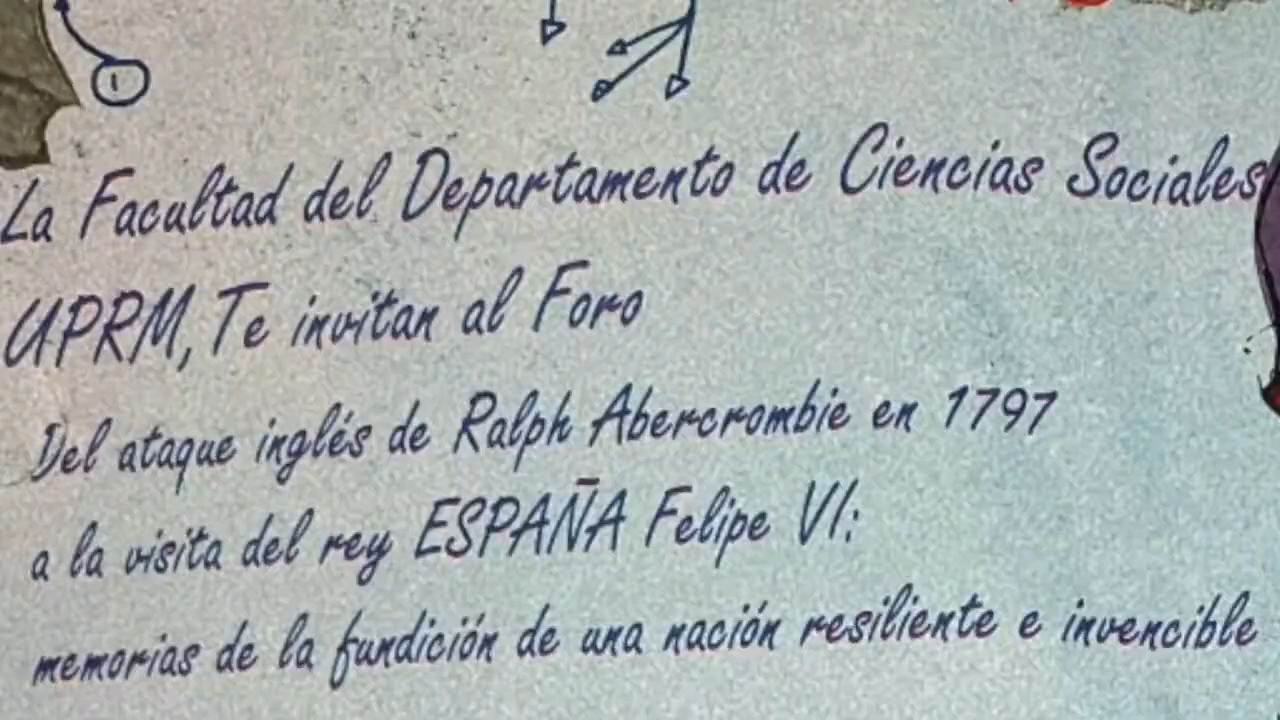 La Facultad del Departamento de Ciencias Sociales
UPRM, Te invitan al Foro
Del ataque inglés de Ralph Abercrombie en 1797
a la visita del rey ESPAÑA Felipe VI:
memorias de la fundición de una nación resiliente e invencible